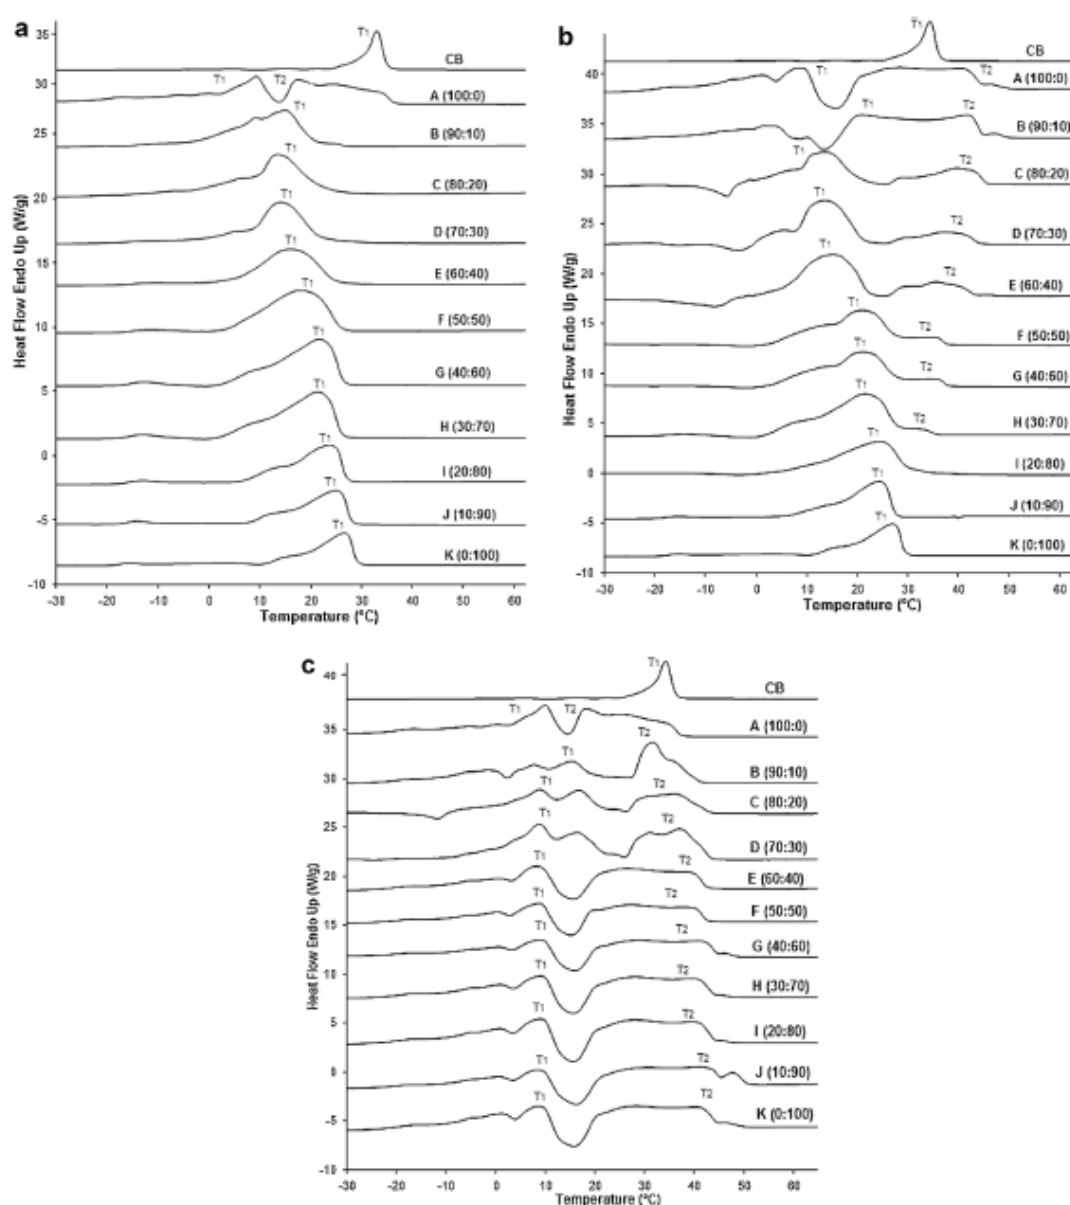 a
35
30
25
20
15
10
5
0
-5
-10
Heat Flow Endo Up (W/g)
T1
CB
T1 T2
A (100:0)
T1
B (90:10)
T1
C (80:20)
T1
D (70:30)
T1
E (60:40)
T1
F (50:50)
T1
G (40:60)
T1
H (30:70)
T1
I (20:80)
T1
J (10:90)
T1
K (0:100)
-30 -20 -10 0 10 20 30 40 50 60
Temperature (°C)
b
40
35
30
25
20
15
10
5
0
-5
-10
Heat Flow Endo Up (W/g)
T1
CB
T1 T2
A (100:0)
T1 T2
B (90:10)
T1 T2
C (80:20)
T1 T2
D (70:30)
T1 T2
E (60:40)
T1 T2
F (50:50)
T1 T2
G (40:60)
T1 T2
H (30:70)
T1
I (20:80)
T1
J (10:90)
T1
K (0:100)
-30 -20 -10 0 10 20 30 40 50 60
Temperature (°C)
c
40
35
30
25
20
15
10
5
0
-5
-10
Heat Flow Endo Up (W/g)
T1
CB
T1 T2
A (100:0)
T1 T2
B (90:10)
T1 T2
C (80:20)
T1 T2
D (70:30)
T1 T2
E (60:40)
T1 T2
F (50:50)
T1 T2
G (40:60)
T1 T2
H (30:70)
T1 T2
I (20:80)
T1 T2
J (10:90)
T1 T2
K (0:100)
-30 -20 -10 0 10 20 30 40 50 60
Temperature (°C)